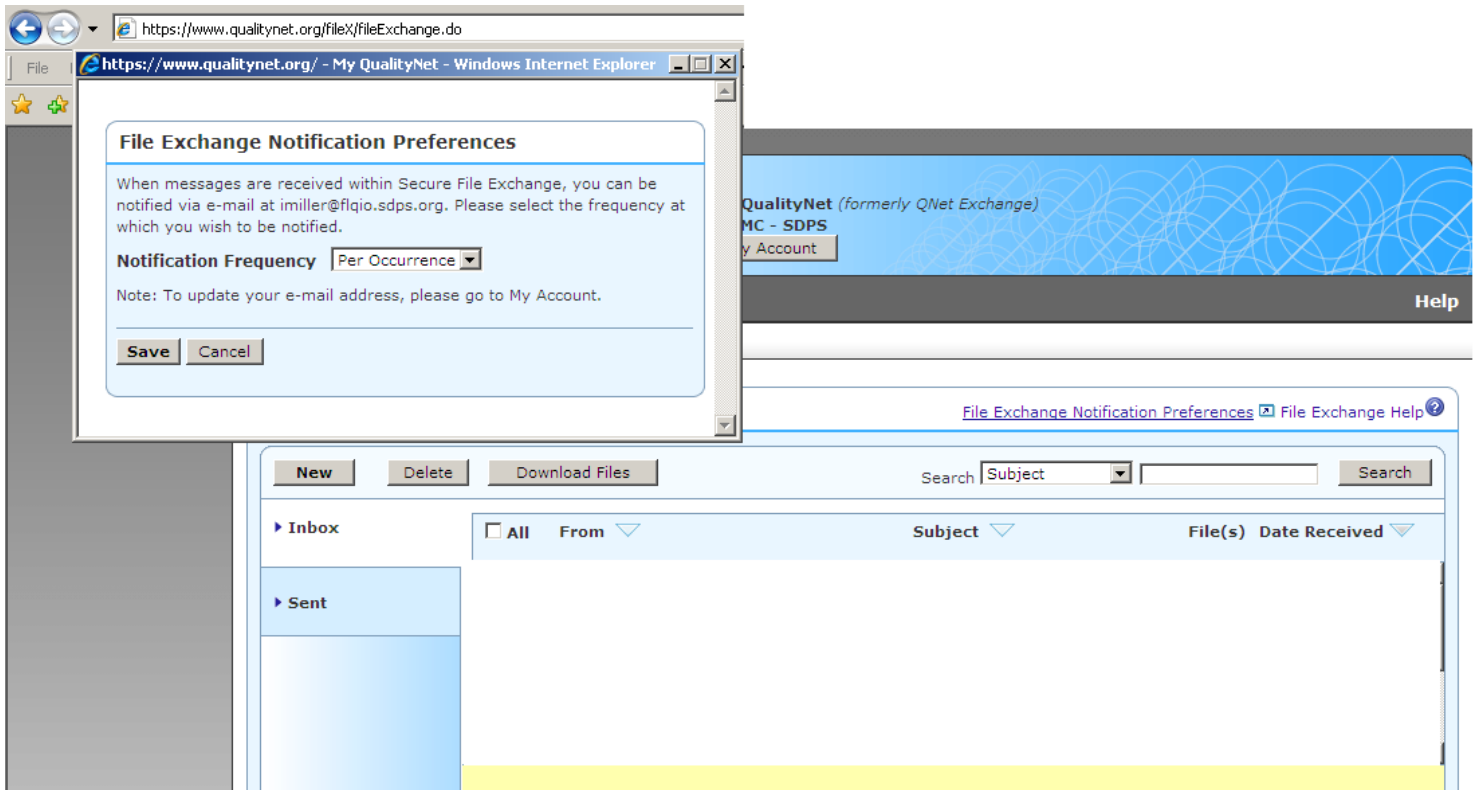 https://www.qualitynet.org/fileX/fileExchange.do
File
https://www.qualitynet.org/ - My QualityNet - Windows Internet Explorer
File Exchange Notification Preferences
When messages are received within Secure File Exchange, you can be
notified via e-mail at imiller@flqio.sdps.org. Please select the frequency at
which you wish to be notified.
Notification Frequency Per Occurrence
Note: To update your e-mail address, please go to My Account.
Save Cancel
QualityNet (formerly QNet Exchange)
MC - SDPS
y Account
Help
File Exchange Notification Preferences File Exchange Help
New Delete Download Files Search Subject Search
Inbox
All From Subject File(s) Date Received
Sent